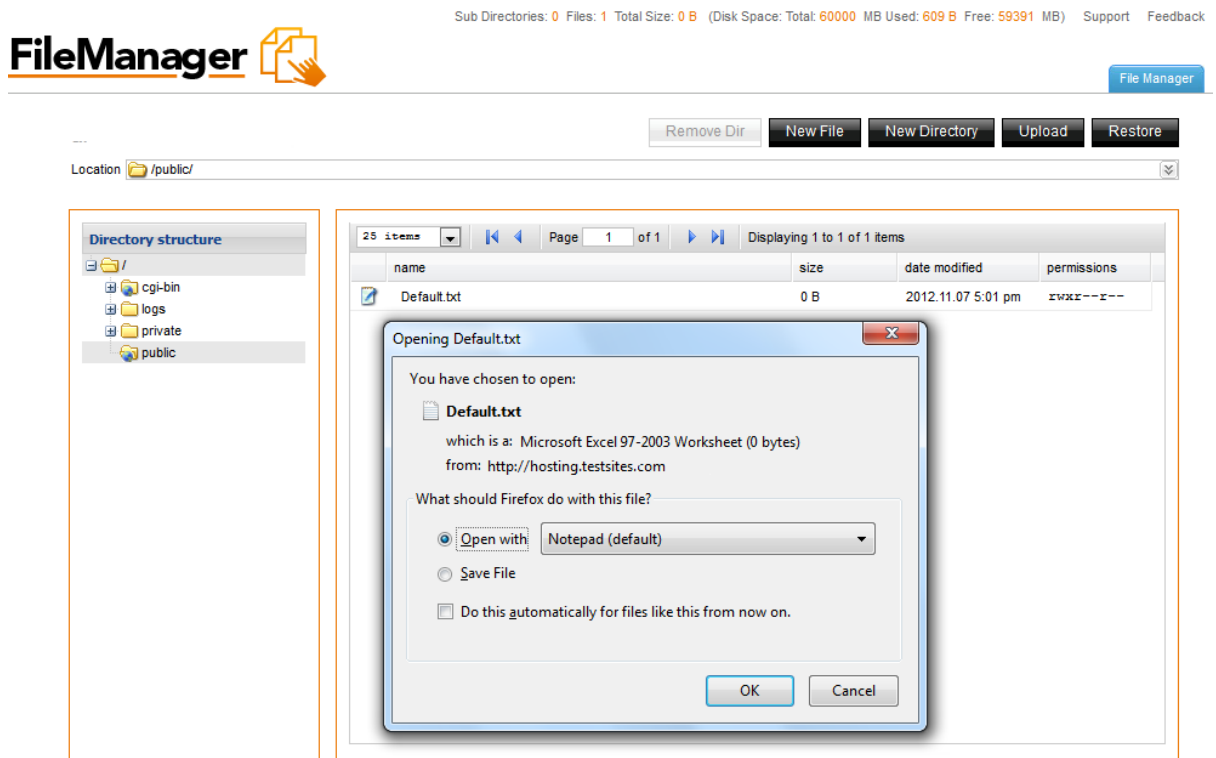 Sub Directories: 0 Files: 1 Total Size: 0 B (Disk Space: Total: 60000 MB Used: 609 B Free: 59391 MB) Support Feedback
FileManager
File Manager
Remove Dir New File New Directory Upload Restore
Location /public/
Directory structure
/
cgi-bin
logs
private
public
25 items Page 1 of 1 Displaying 1 to 1 of 1 items
name size date modified permissions
Default.txt 0 B 2012.11.07 5:01 pm rwxr--r--
Opening Default.txt
You have chosen to open:
Default.txt
which is a: Microsoft Excel 97-2003 Worksheet (0 bytes)
from: http://hosting.testsites.com
What should Firefox do with this file?
Open with Notepad (default)
Save File
Do this automatically for files like this from now on.
OK Cancel